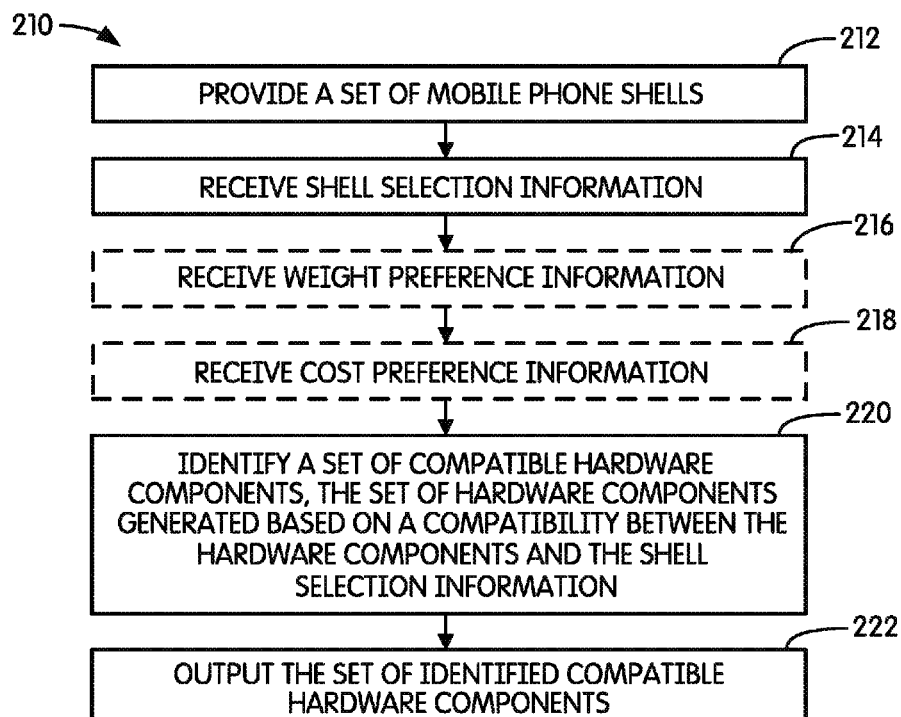 210
212
PROVIDE A SET OF MOBILE PHONE SHELLS
214
RECEIVE SHELL SELECTION INFORMATION
216
RECEIVE WEIGHT PREFERENCE INFORMATION
218
RECEIVE COST PREFERENCE INFORMATION
220
IDENTIFY A SET OF COMPATIBLE HARDWARE
COMPONENTS, THE SET OF HARDWARE COMPONENTS
GENERATED BASED ON A COMPATIBILITY BETWEEN THE
HARDWARE COMPONENTS AND THE SHELL
SELECTION INFORMATION
222
OUTPUT THE SET OF IDENTIFIED COMPATIBLE
HARDWARE COMPONENTS